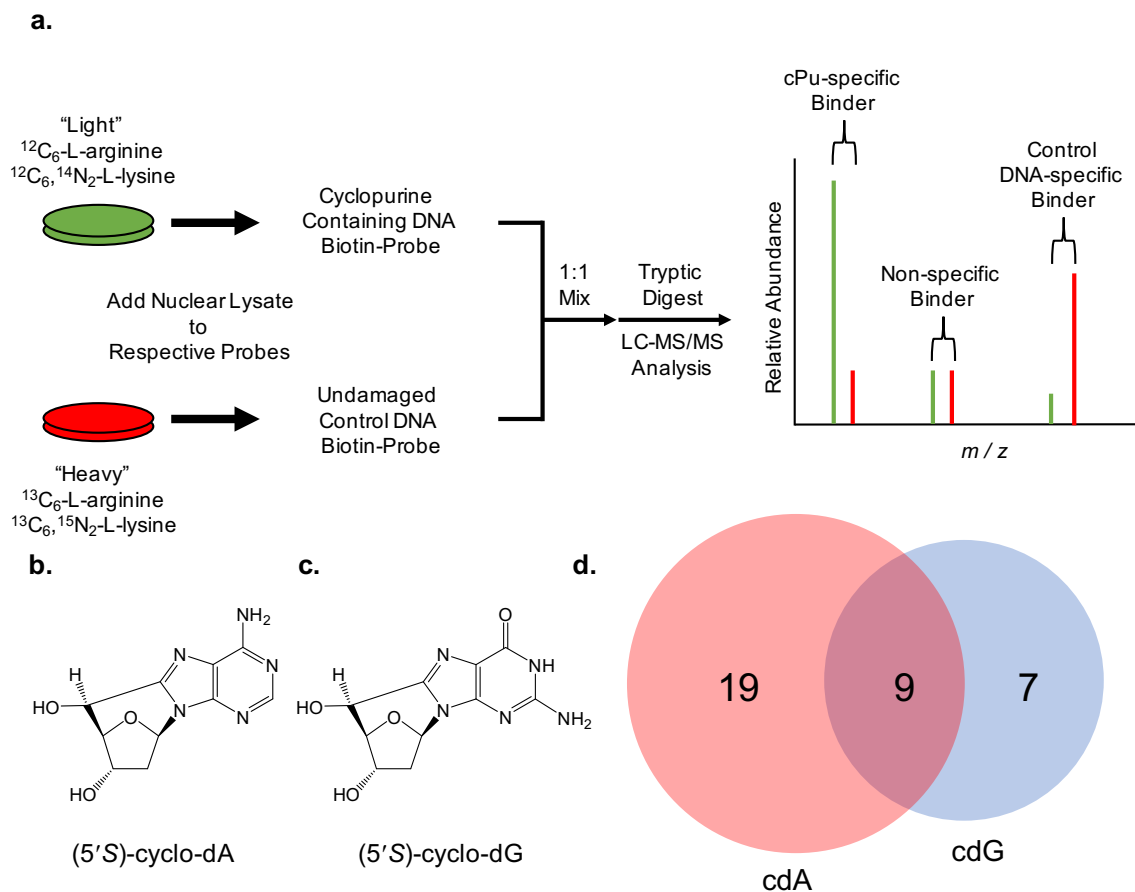 a.
“Light”
¹²C₆-L-arginine
¹²C₆,¹⁴N₂-L-lysine
Cyclopurine
Containing DNA
Biotin-Probe
Add Nuclear Lysate
to
Respective Probes
“Heavy”
¹³C₆-L-arginine
¹³C₆,¹⁵N₂-L-lysine
Undamaged
Control DNA
Biotin-Probe
1:1
Mix
Tryptic
Digest
LC-MS/MS
Analysis
Relative Abundance
cPu-specific
Binder
Non-specific
Binder
Control
DNA-specific
Binder
m / z
b.
NH₂
N
N
N
N
H
HO
O
HO
(5′S)-cyclo-dA
c.
O
N
NH
N
N
NH₂
H
HO
O
HO
(5′S)-cyclo-dG
d.
19
9
7
cdA
cdG